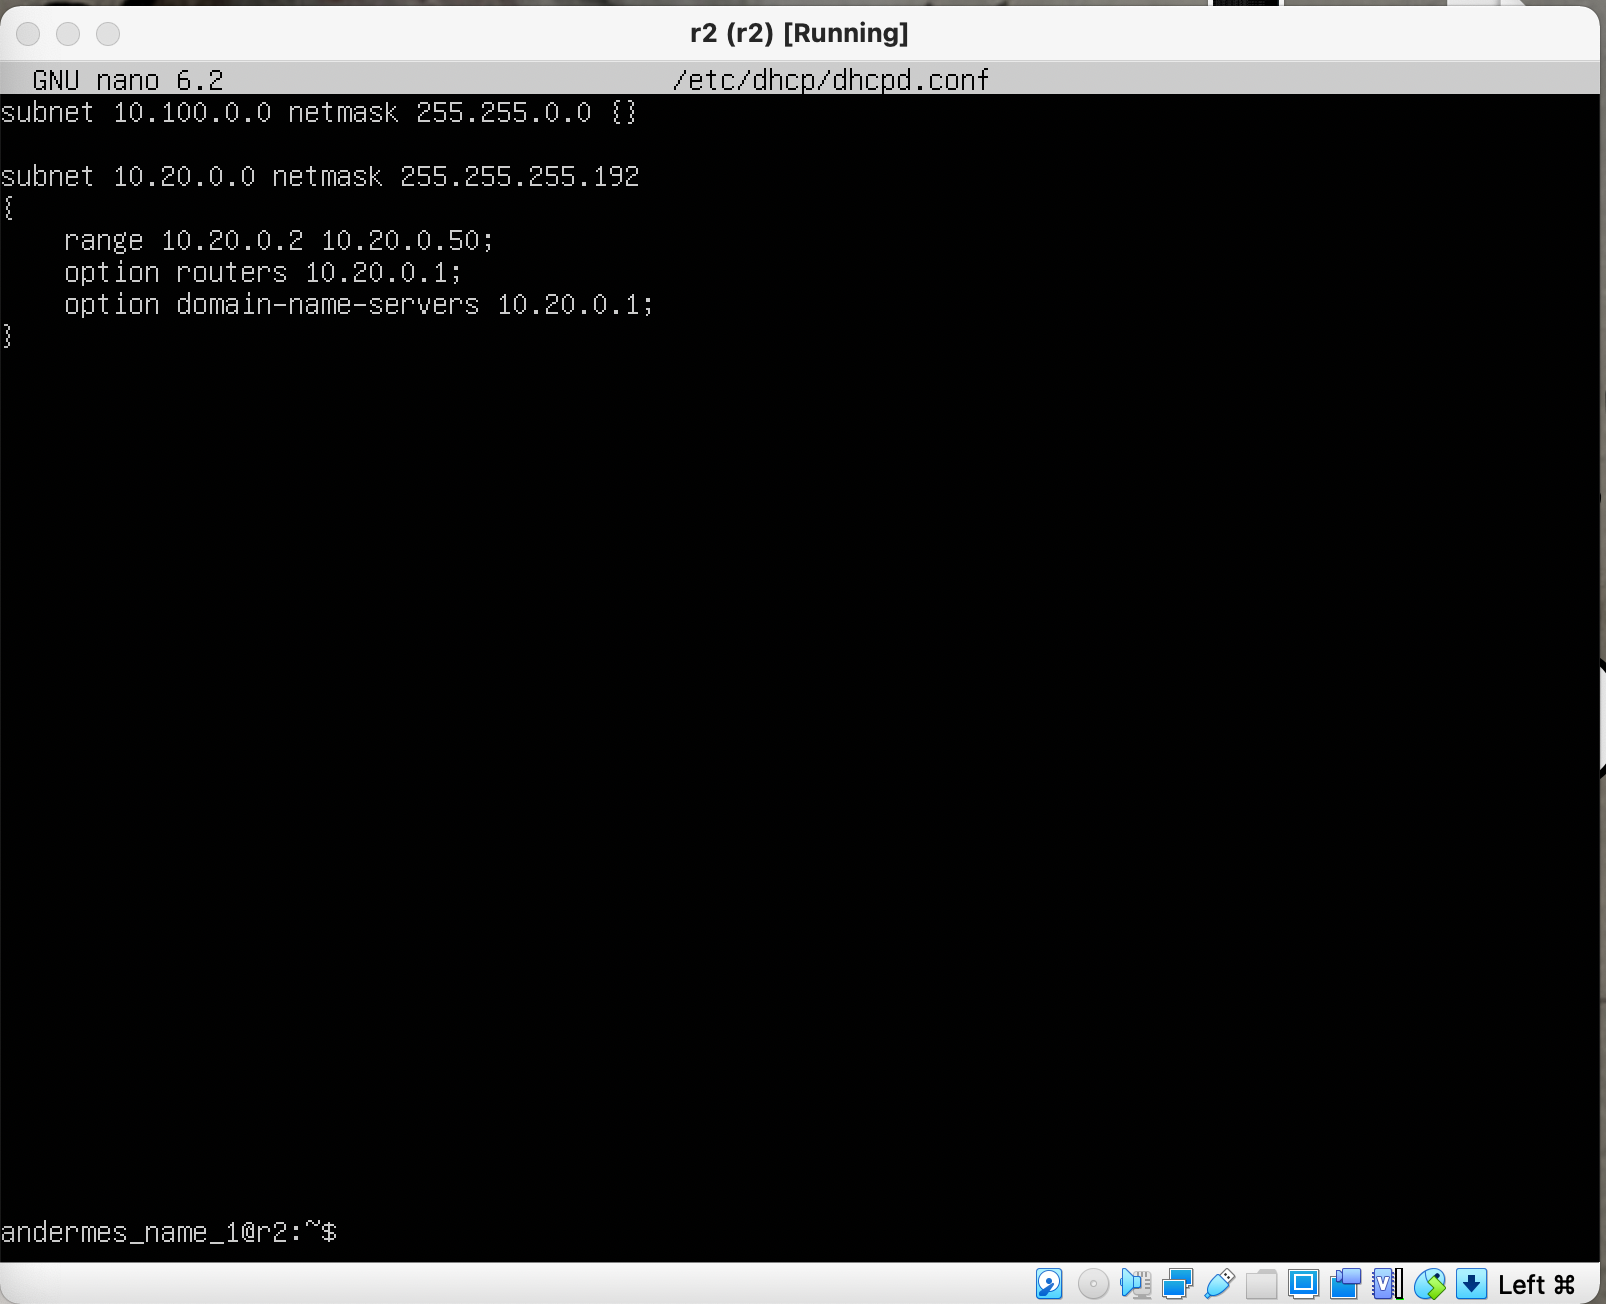 r2 (r2) [Running]
GNU nano 6.2 /etc/dhcp/dhcpd.conf
subnet 10.100.0.0 netmask 255.255.0.0 {}
subnet 10.20.0.0 netmask 255.255.255.192
{
range 10.20.0.2 10.20.0.50;
option routers 10.20.0.1;
option domain-name-servers 10.20.0.1;
}
andermes_name_1@r2:~$
Left ⌘